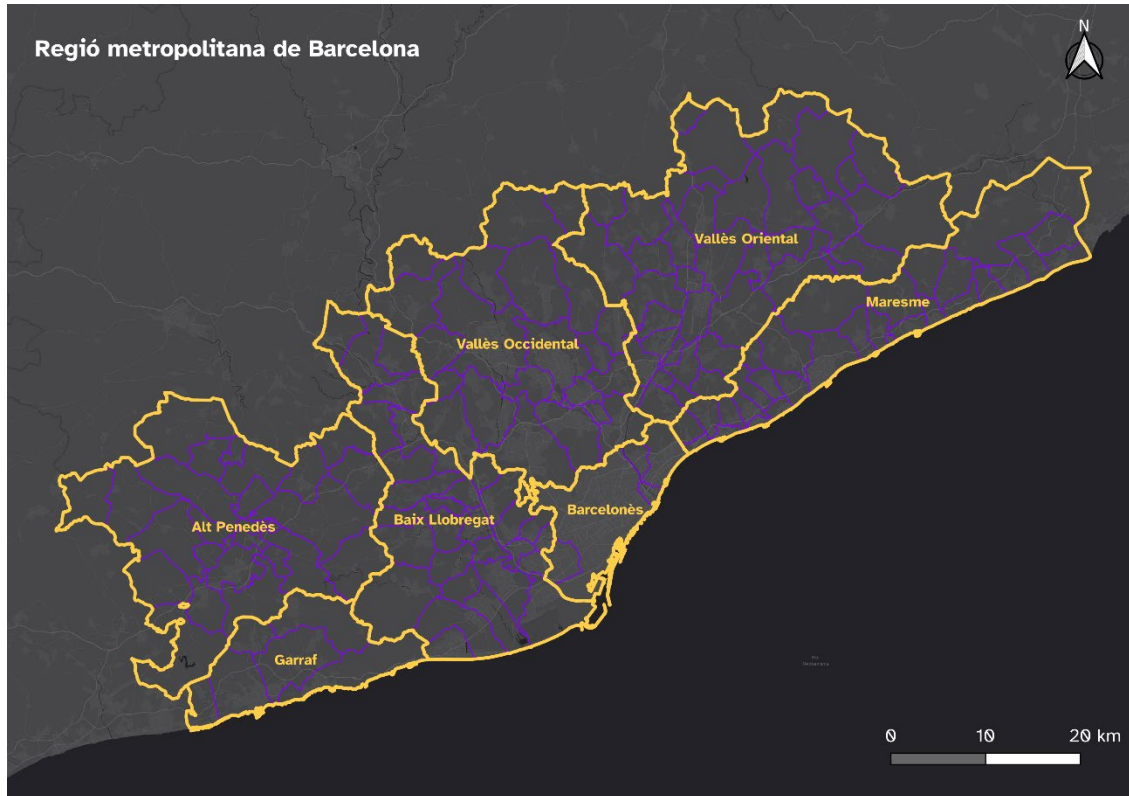 Regió metropolitana de Barcelona
N
Vallès Oriental
Maresme
Vallès Occidental
Barcelonès
Baix Llobregat
Alt Penedès
Garraf
0 10 20 km